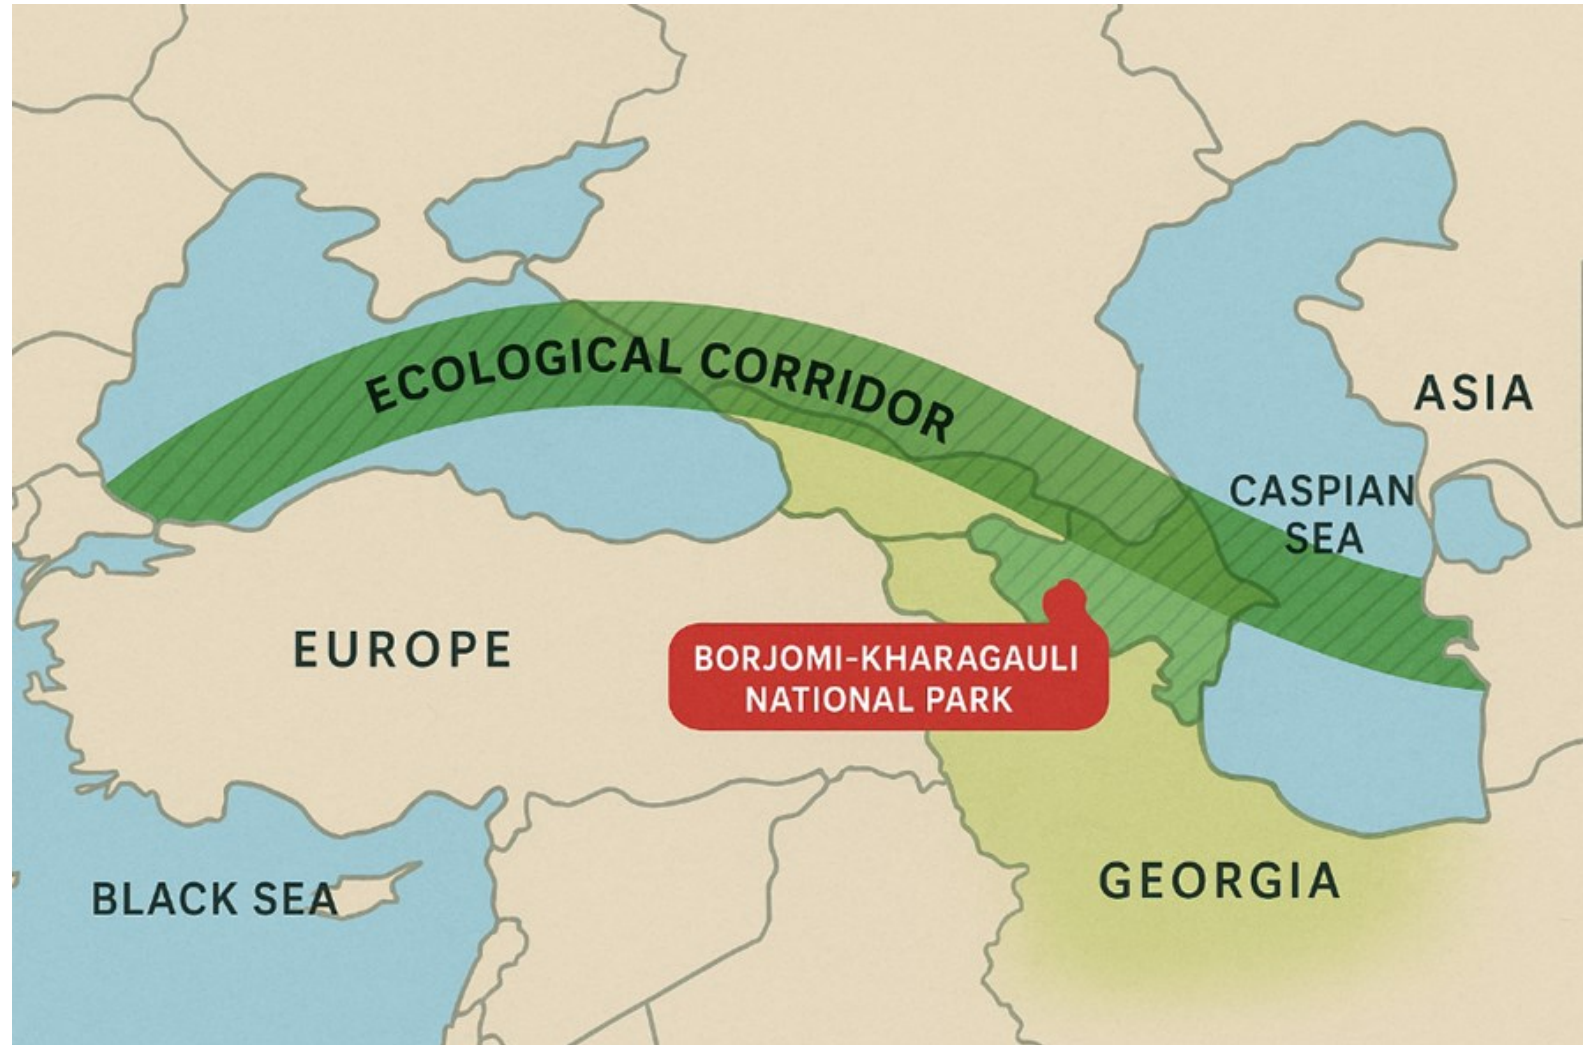 ECOLOGICAL CORRIDOR
ASIA
CASPIAN
SEA
EUROPE
BORJOMI-KHARAGAULI
NATIONAL PARK
GEORGIA
BLACK SEA